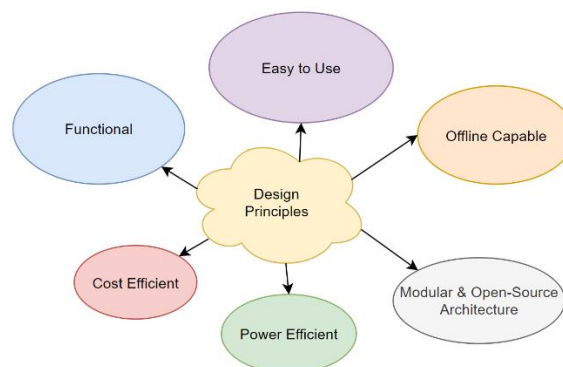 Easy to Use
Functional
Offline Capable
Design
Principles
Cost Efficient
Modular & Open-Source
Architecture
Power Efficient